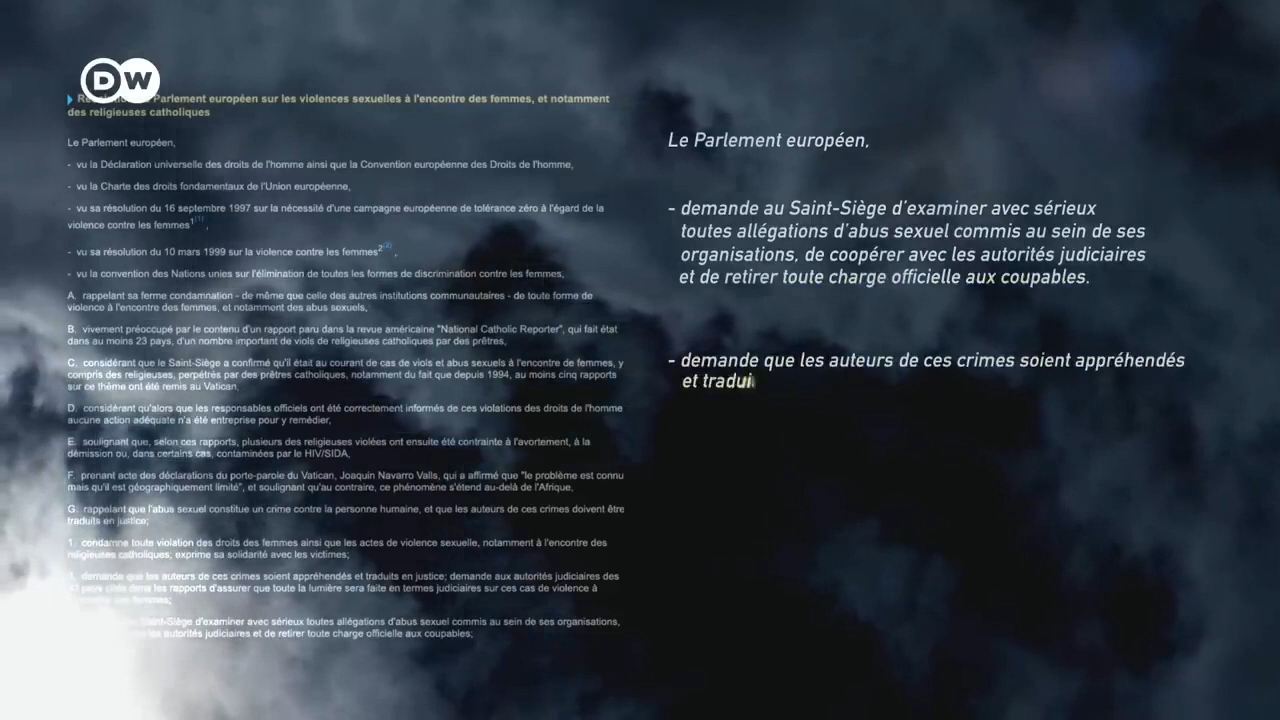 DW
Parlement européen sur les violences sexuelles à l'encontre des femmes, et notamment
des religieuses catholiques
Le Parlement européen,
- vu la Déclaration universelle des droits de l'homme ainsi que la Convention européenne des Droits de l'homme,
- vu la Charte des droits fondamentaux de l'Union européenne,
- vu sa résolution du 16 septembre 1997 sur la nécessité d'une campagne européenne de tolérance zéro à l'égard de la
violence contre les femmes1(1),
- vu sa résolution du 10 mars 1999 sur la violence contre les femmes2(2),
- vu la convention des Nations unies sur l'élimination de toutes les formes de discrimination contre les femmes,
A. rappelant sa ferme condamnation - de même que celle des autres institutions communautaires - de toute forme de
violence à l'encontre des femmes, et notamment des abus sexuels,
B. vivement préoccupé par le contenu d'un rapport paru dans la revue américaine "National Catholic Reporter", qui fait état
dans au moins 23 pays, d'un nombre important de viols de religieuses catholiques par des prêtres,
C. considérant que le Saint-Siège a confirmé qu'il était au courant de cas de viols et abus sexuels à l'encontre de femmes, y
compris des religieuses, perpétrés par des prêtres catholiques, notamment du fait que depuis 1994, au moins cinq rapports
sur ce thème ont été remis au Vatican,
D. considérant qu'alors que les responsables officiels ont été correctement informés de ces violations des droits de l'homme
aucune action adéquate n'a été entreprise pour y remédier,
E. soulignant que, selon ces rapports, plusieurs des religieuses violées ont ensuite été contrainte à l'avortement, à la
démission ou, dans certains cas, contaminées par le HIV/SIDA,
F. prenant acte des déclarations du porte-parole du Vatican, Joaquin Navarro Valls, qui a affirmé que "le problème est connu
mais qu'il est géographiquement limité", et soulignant qu'au contraire, ce phénomène s'étend au-delà de l'Afrique,
G. rappelant que l'abus sexuel constitue un crime contre la personne humaine, et que les auteurs de ces crimes doivent être
traduits en justice;
1. condamne toute violation des droits des femmes ainsi que les actes de violence sexuelle, notamment à l'encontre des
religieuses catholiques; exprime sa solidarité avec les victimes;
demande que les auteurs de ces crimes soient appréhendés et traduits en justice; demande aux autorités judiciaires des
pays cités dans les rapports d'assurer que toute la lumière sera faite en termes judiciaires sur ces cas de violence à
femmes;
Saint-Siège d'examiner avec sérieux toutes allégations d'abus sexuel commis au sein de ses organisations,
les autorités judiciaires et de retirer toute charge officielle aux coupables;
Le Parlement européen,
- demande au Saint-Siège d'examiner avec sérieux
toutes allégations d'abus sexuel commis au sein de ses
organisations, de coopérer avec les autorités judiciaires
et de retirer toute charge officielle aux coupables.
- demande que les auteurs de ces crimes soient appréhendés
et tradui